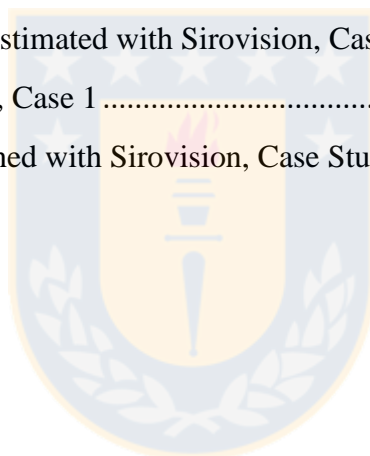 stimated with Sirovision, Cas
, Case 1 ..................................
ned with Sirovision, Case Stu